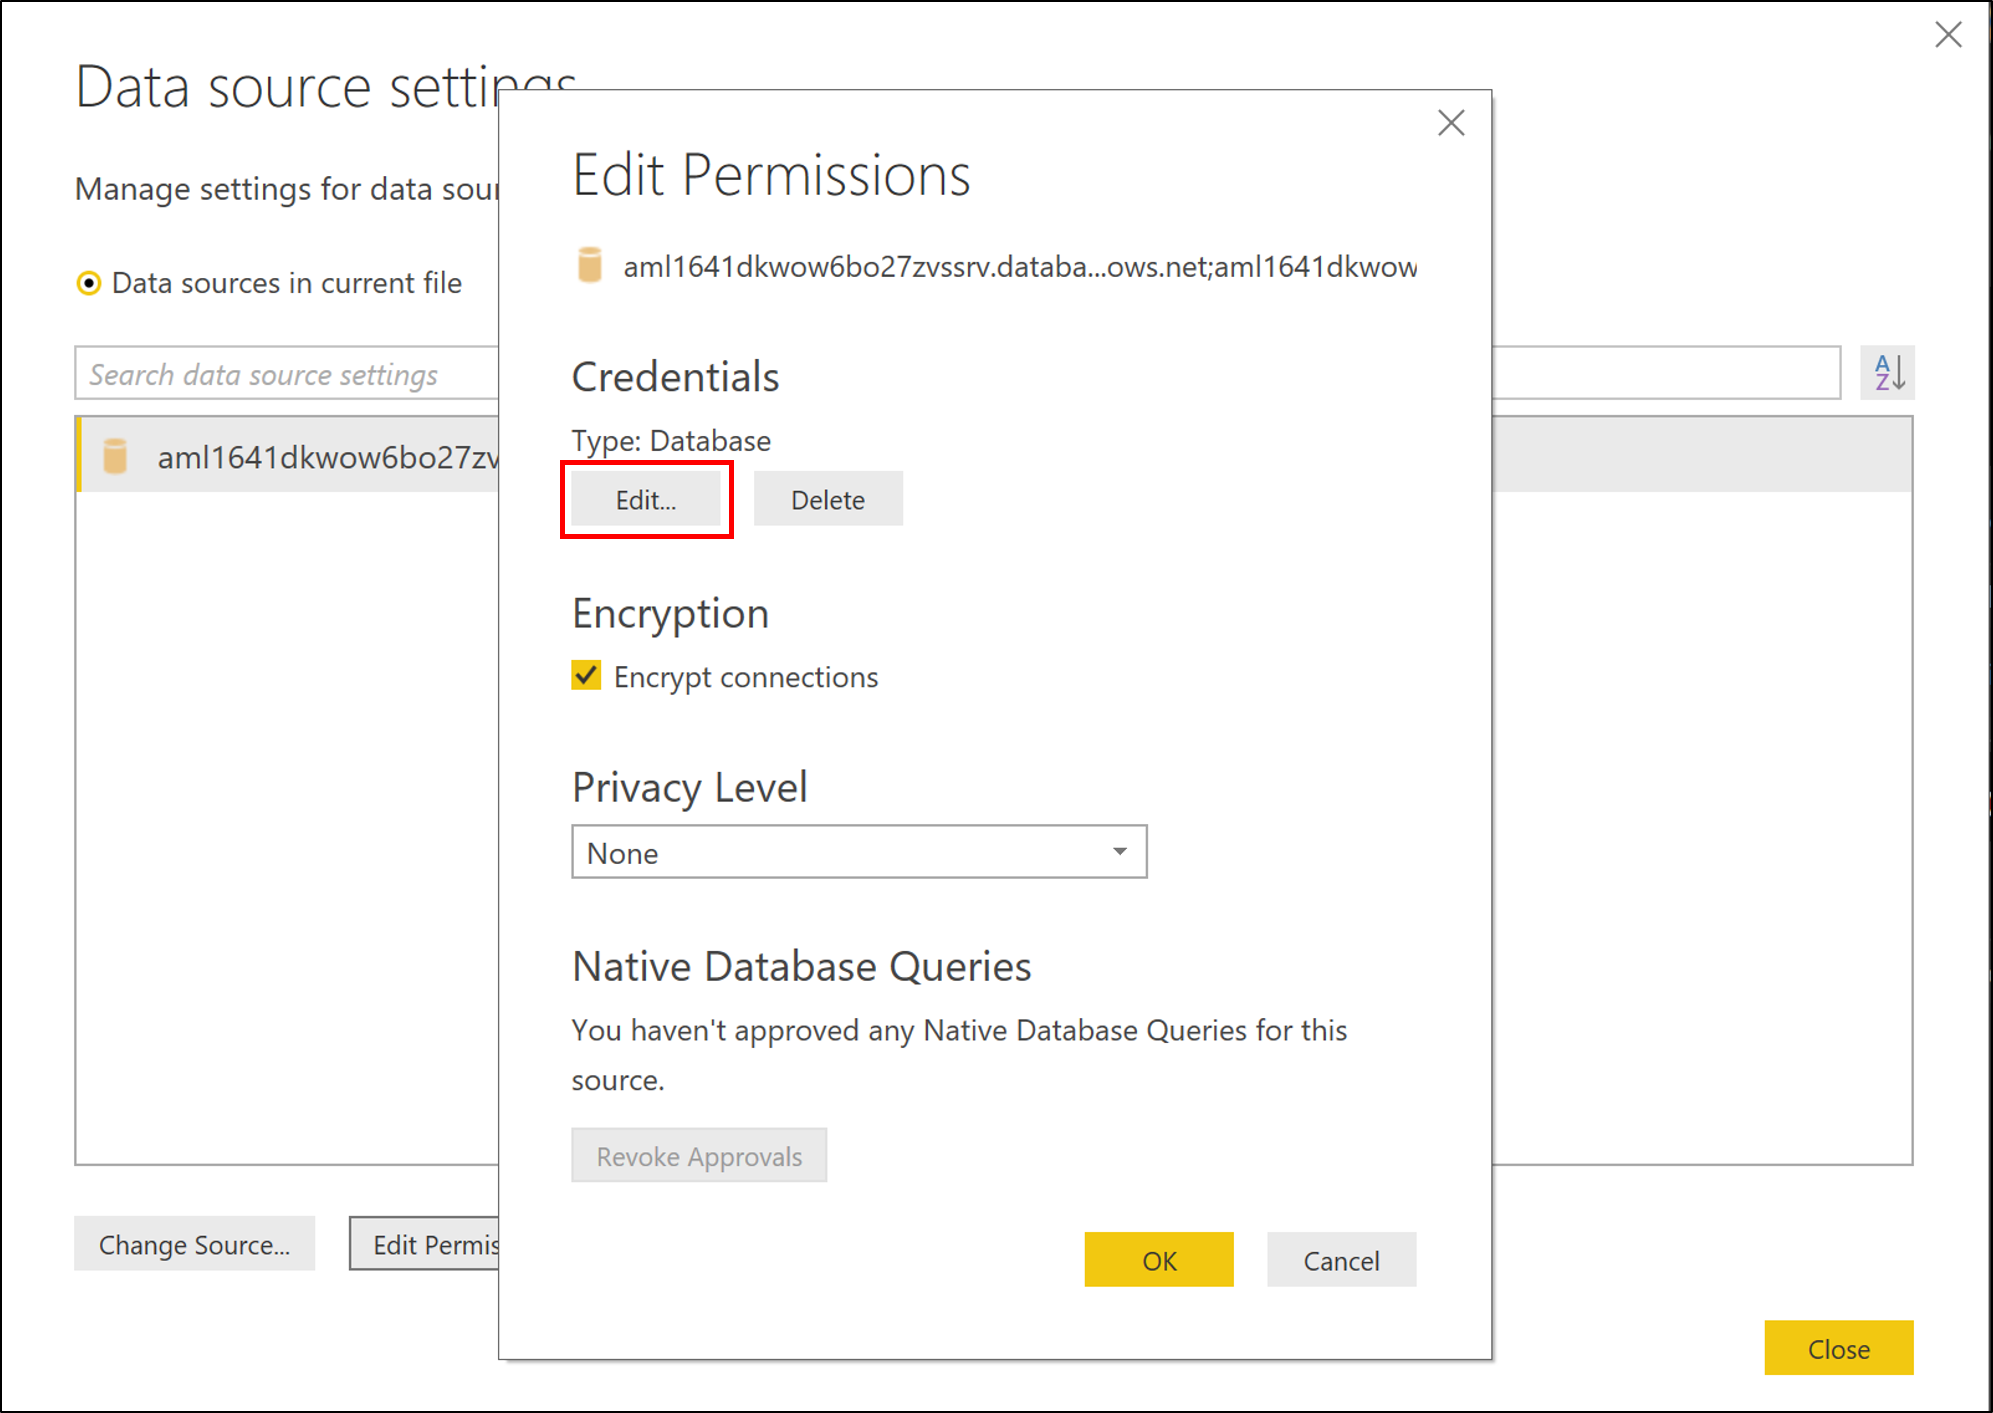 Data source settings
Manage settings for data sour
Data sources in current file
Search data source settings
A
Z
aml1641dkwow6bo27zv
Change Source...
Edit Permis
Close
Edit Permissions
aml1641dkwow6bo27zvssrv.databa...ows.net;aml1641dkwow
Credentials
Type: Database
Edit...
Delete
Encryption
Encrypt connections
Privacy Level
None
Native Database Queries
You haven't approved any Native Database Queries for this
source.
Revoke Approvals
OK
Cancel